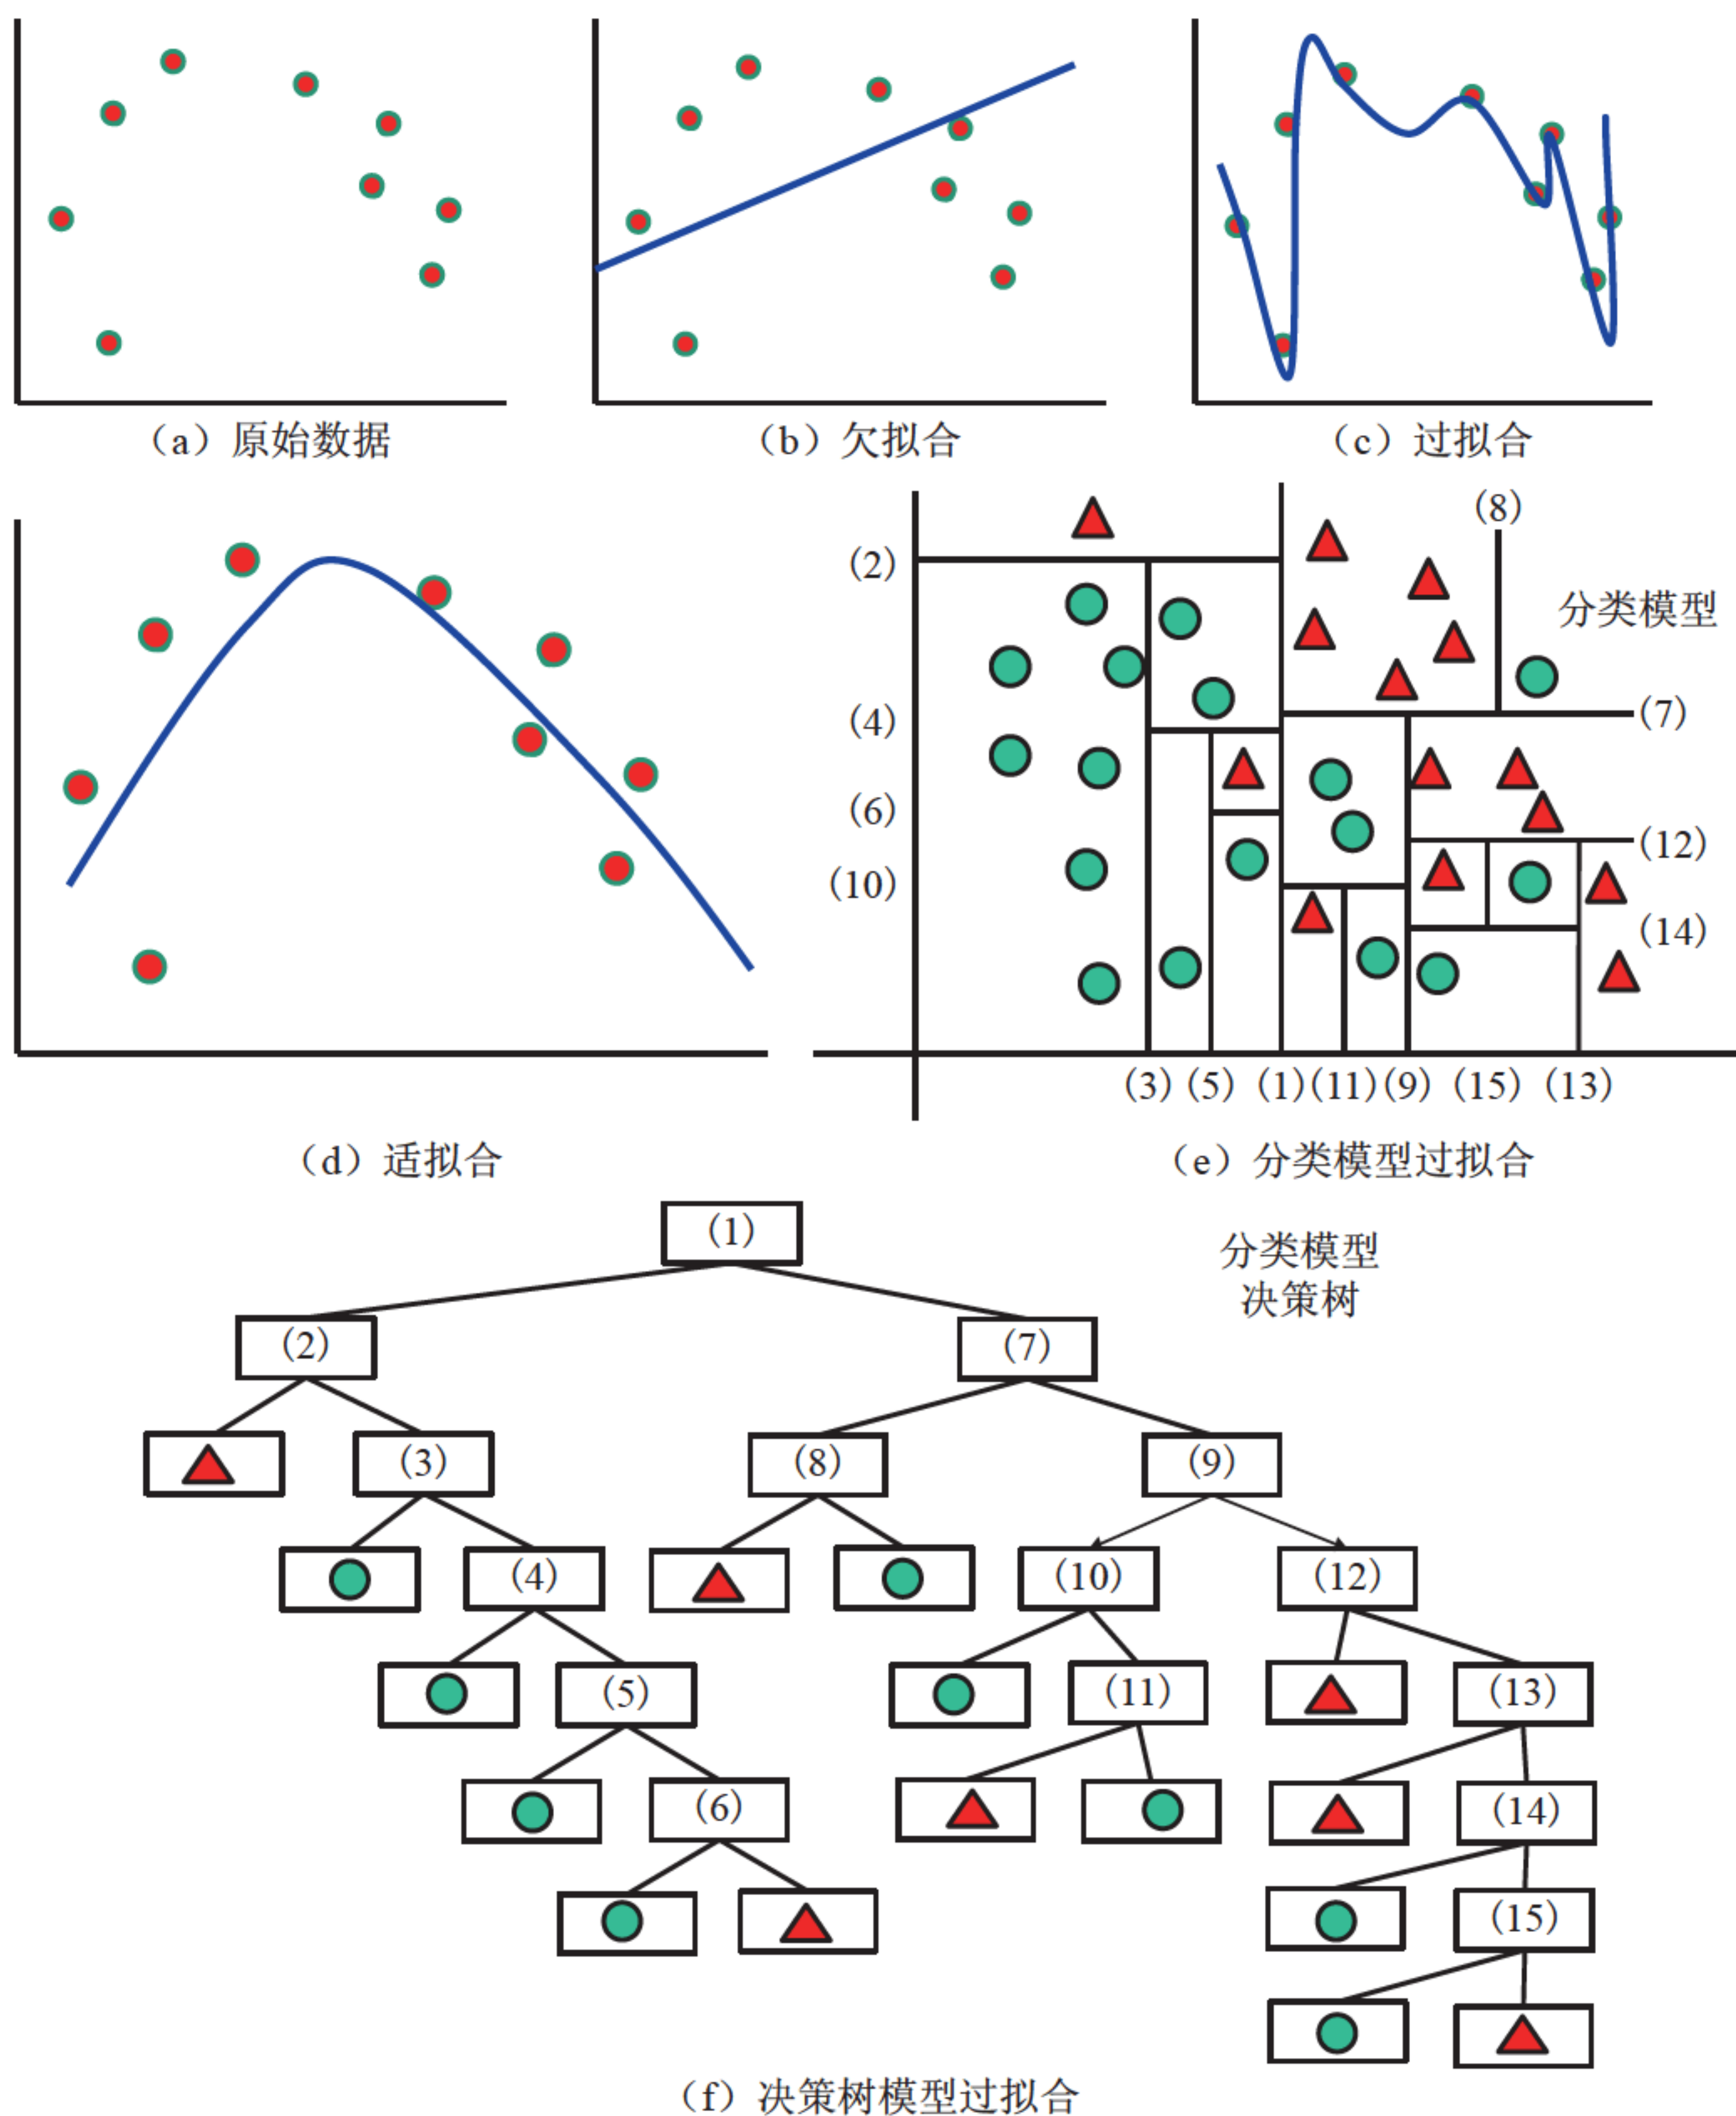 （a）原始数据
（b）欠拟合
（c）过拟合
（8）
（2）
分类模型
（4）
（7）
（6）
（12）
（10）
（14）
（3）（5）（1）（11）（9）（15）（13）
（d）适拟合
（e）分类模型过拟合
（1）
分类模型
决策树
（2）
（7）
（3）
（8）
（9）
（4）
（10）
（12）
（5）
（11）
（13）
（6）
（14）
（15）
（f）决策树模型过拟合